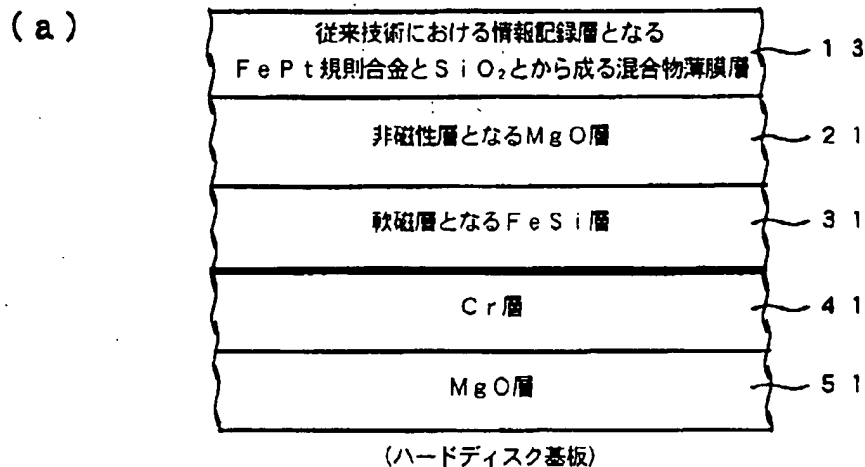 (a)
従来技術における情報記録層となる
FePt規則合金とSiO₂とから成る混合物薄膜層
13
非磁性層となるMgO層
21
軟磁層となるFeSi層
31
Cr層
41
MgO層
51
(ハードディスク基板)